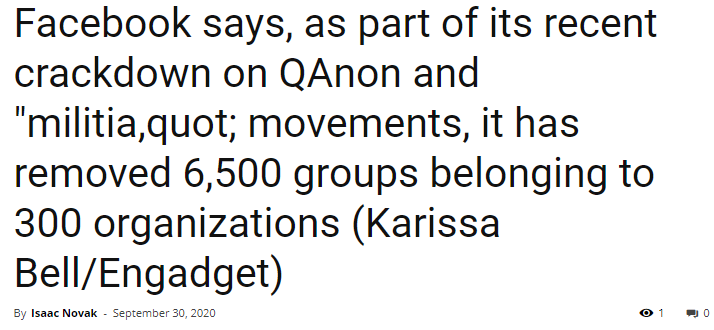 Facebook says, as part of its recent
crackdown on QAnon and
"militia,quot; movements, it has
removed 6,500 groups belonging to
300 organizations (Karissa
Bell/Engadget)
By Isaac Novak - September 30, 2020 1 0